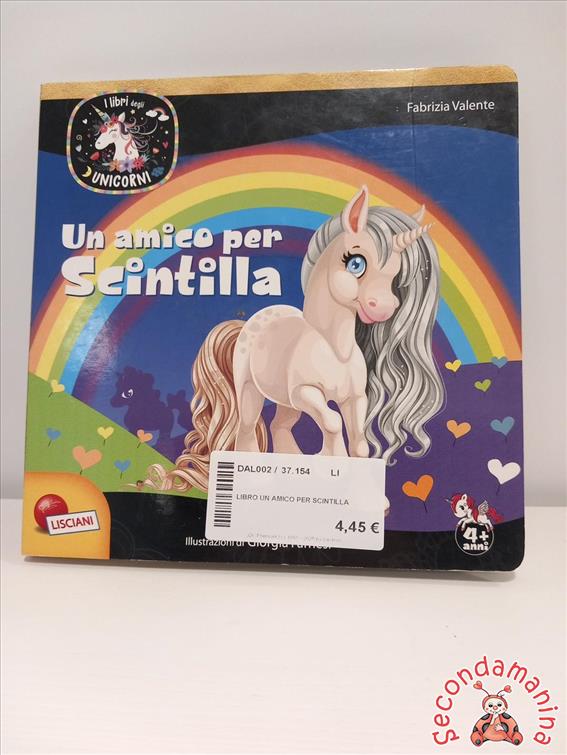 Fabrizia Valente
I libri degli
UNICORNI
Un amico per
Scintilla
DAL002 / 37.154 LI
LIBRO UN AMICO PER SCINTILLA
4,45 €
LISCIANI
Illustrazioni di Giorgia
4+
anni
Secondamanina